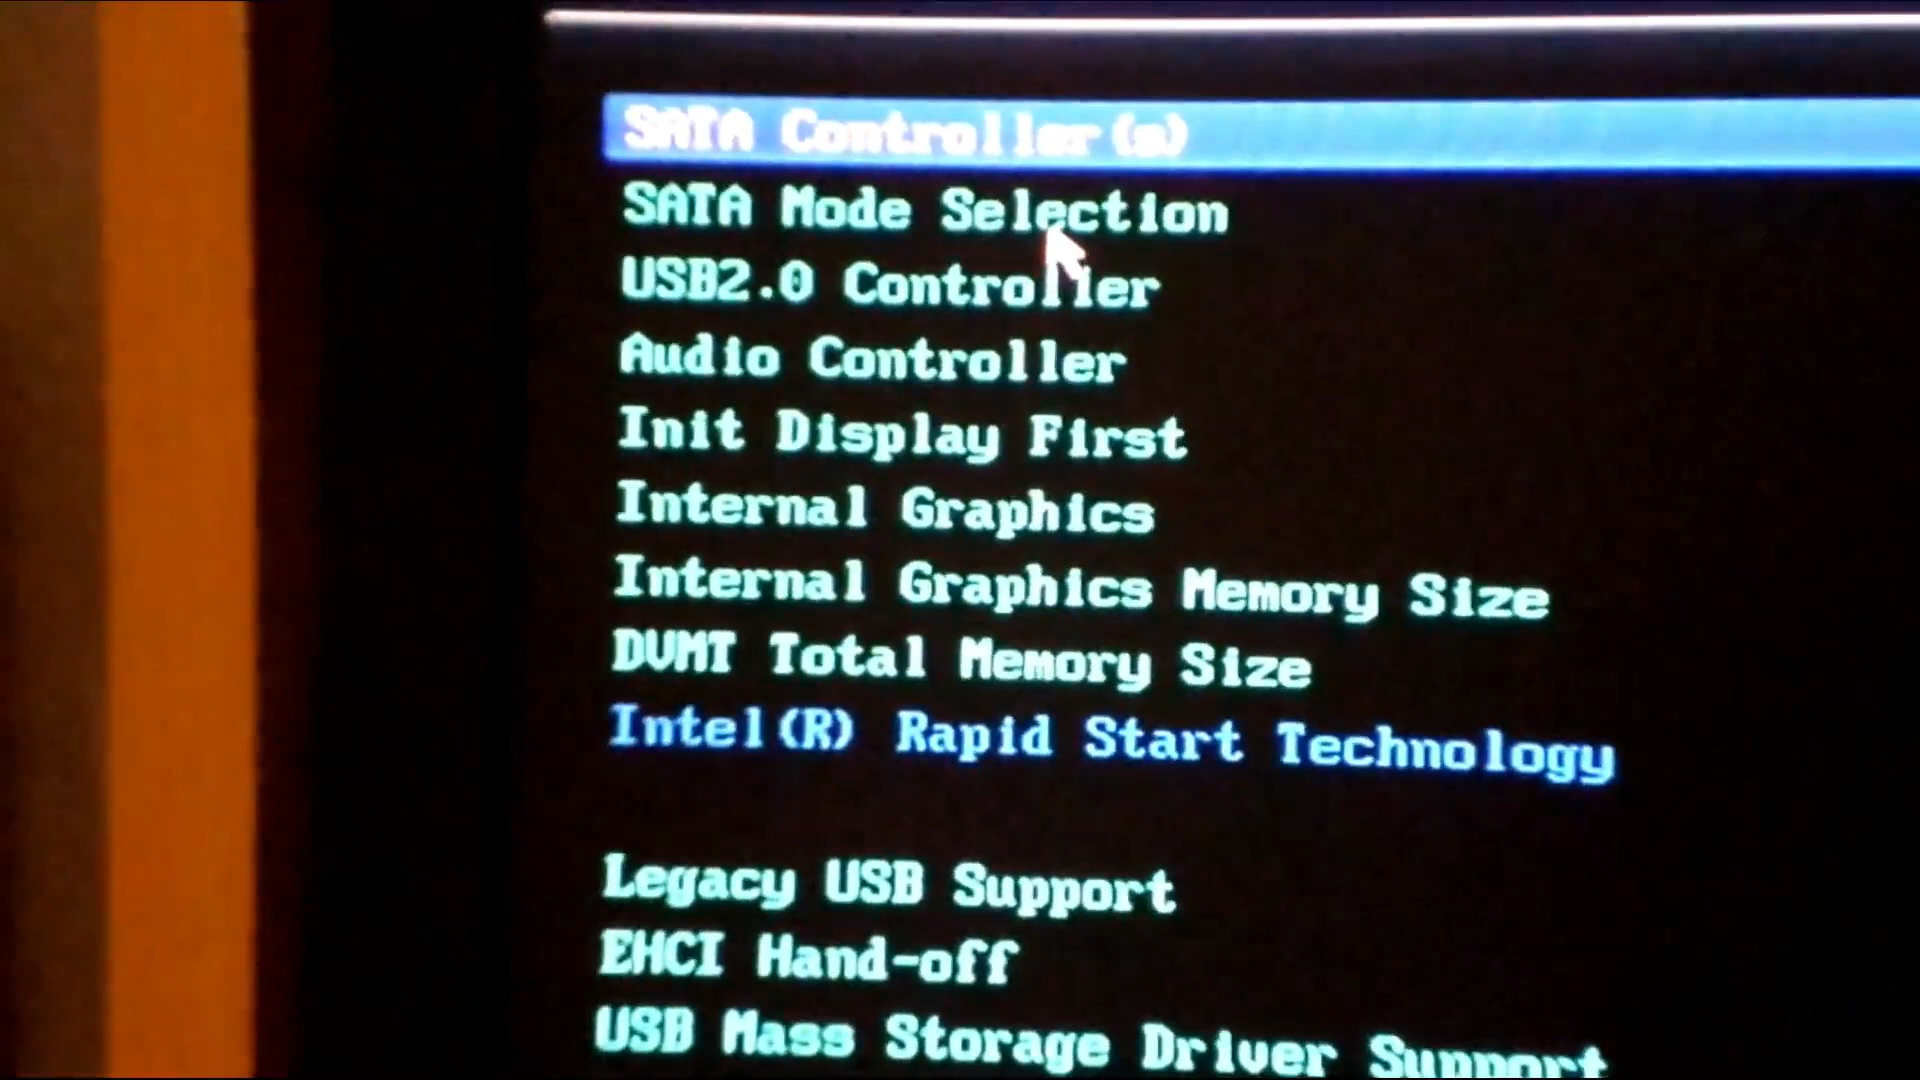 SATA Controller(s)
SATA Mode Selection
USB2.0 Controller
Audio Controller
Init Display First
Internal Graphics
Internal Graphics Memory Size
DVMT Total Memory Size
Intel(R) Rapid Start Technology
Legacy USB Support
EHCI Hand-off
USB Mass Storage Driver Support